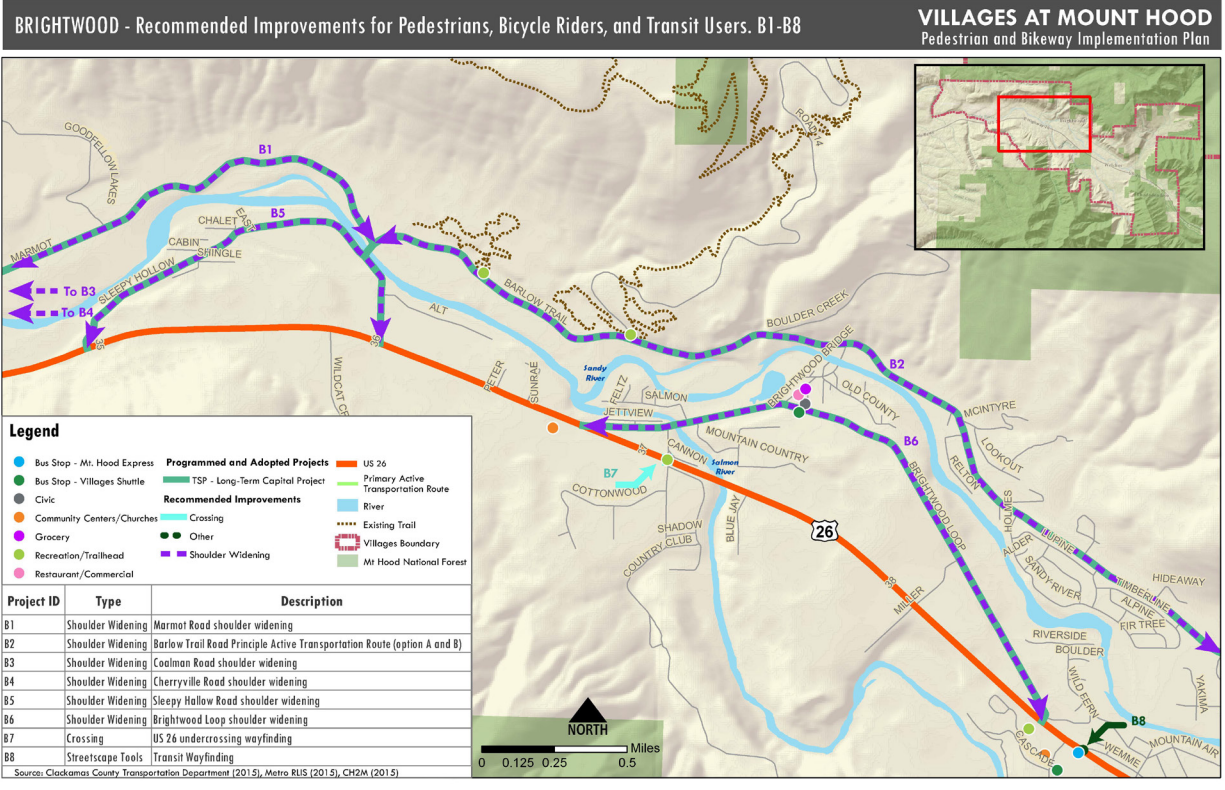 BRIGHTWOOD - Recommended Improvements for Pedestrians, Bicycle Riders, and Transit Users. B1-B8
VILLAGES AT MOUNT HOOD
Pedestrian and Bikeway Implementation Plan
GOODFELLOW LAKES
ROAD 14
B1
B5
CHALET
EAST
CABIN
SHINGLE
MARMOT
SLEEPY HOLLOW
To B3
To B4
35
36
ALT
BARLOW TRAIL
BOULDER CREEK
BRIGHTWOOD BRIDGE
B2
WILDCAT CR
PETER
SUNRAE
Sandy
River
FELTZ
SALMON
JETTVIEW
OLD COUNTY
MCINTYRE
LOOKOUT
RELTON
B6
MOUNTAIN COUNTRY
37
CANNON
Salmon
River
B7
COTTONWOOD
BLUE JAY
SHADOW
COUNTRY CLUB
26
BRIGHTWOOD LOOP
HOLMES
ALDER
LUPINE
SANDY RIVER
TIMBERLINE
HIDEAWAY
ALPINE
FIR TREE
38
MILLER
RIVERSIDE
BOULDER
WILD FERN
YAKIMA
B8
CASCADE
WEMME
MOUNTAIN AIR
Legend
Bus Stop - Mt. Hood Express
Bus Stop - Villages Shuttle
Civic
Community Centers/Churches
Grocery
Recreation/Trailhead
Restaurant/Commercial
Programmed and Adopted Projects
TSP - Long-Term Capital Project
Recommended Improvements
Crossing
Other
Shoulder Widening
US 26
Primary Active
Transportation Route
River
Existing Trail
Villages Boundary
Mt Hood National Forest
Project ID Type Description
B1 Shoulder Widening Marmot Road shoulder widening
B2 Shoulder Widening Barlow Trail Road Principle Active Transportation Route (option A and B)
B3 Shoulder Widening Coalman Road shoulder widening
B4 Shoulder Widening Cherryville Road shoulder widening
B5 Shoulder Widening Sleepy Hallow Road shoulder widening
B6 Shoulder Widening Brightwood Loop shoulder widening
B7 Crossing US 26 undercrossing wayfinding
B8 Streetscape Tools Transit Wayfinding
Source: Clackamas County Transportation Department (2015), Metro RLIS (2015), CH2M (2015)
NORTH
Miles
0 0.125 0.25 0.5